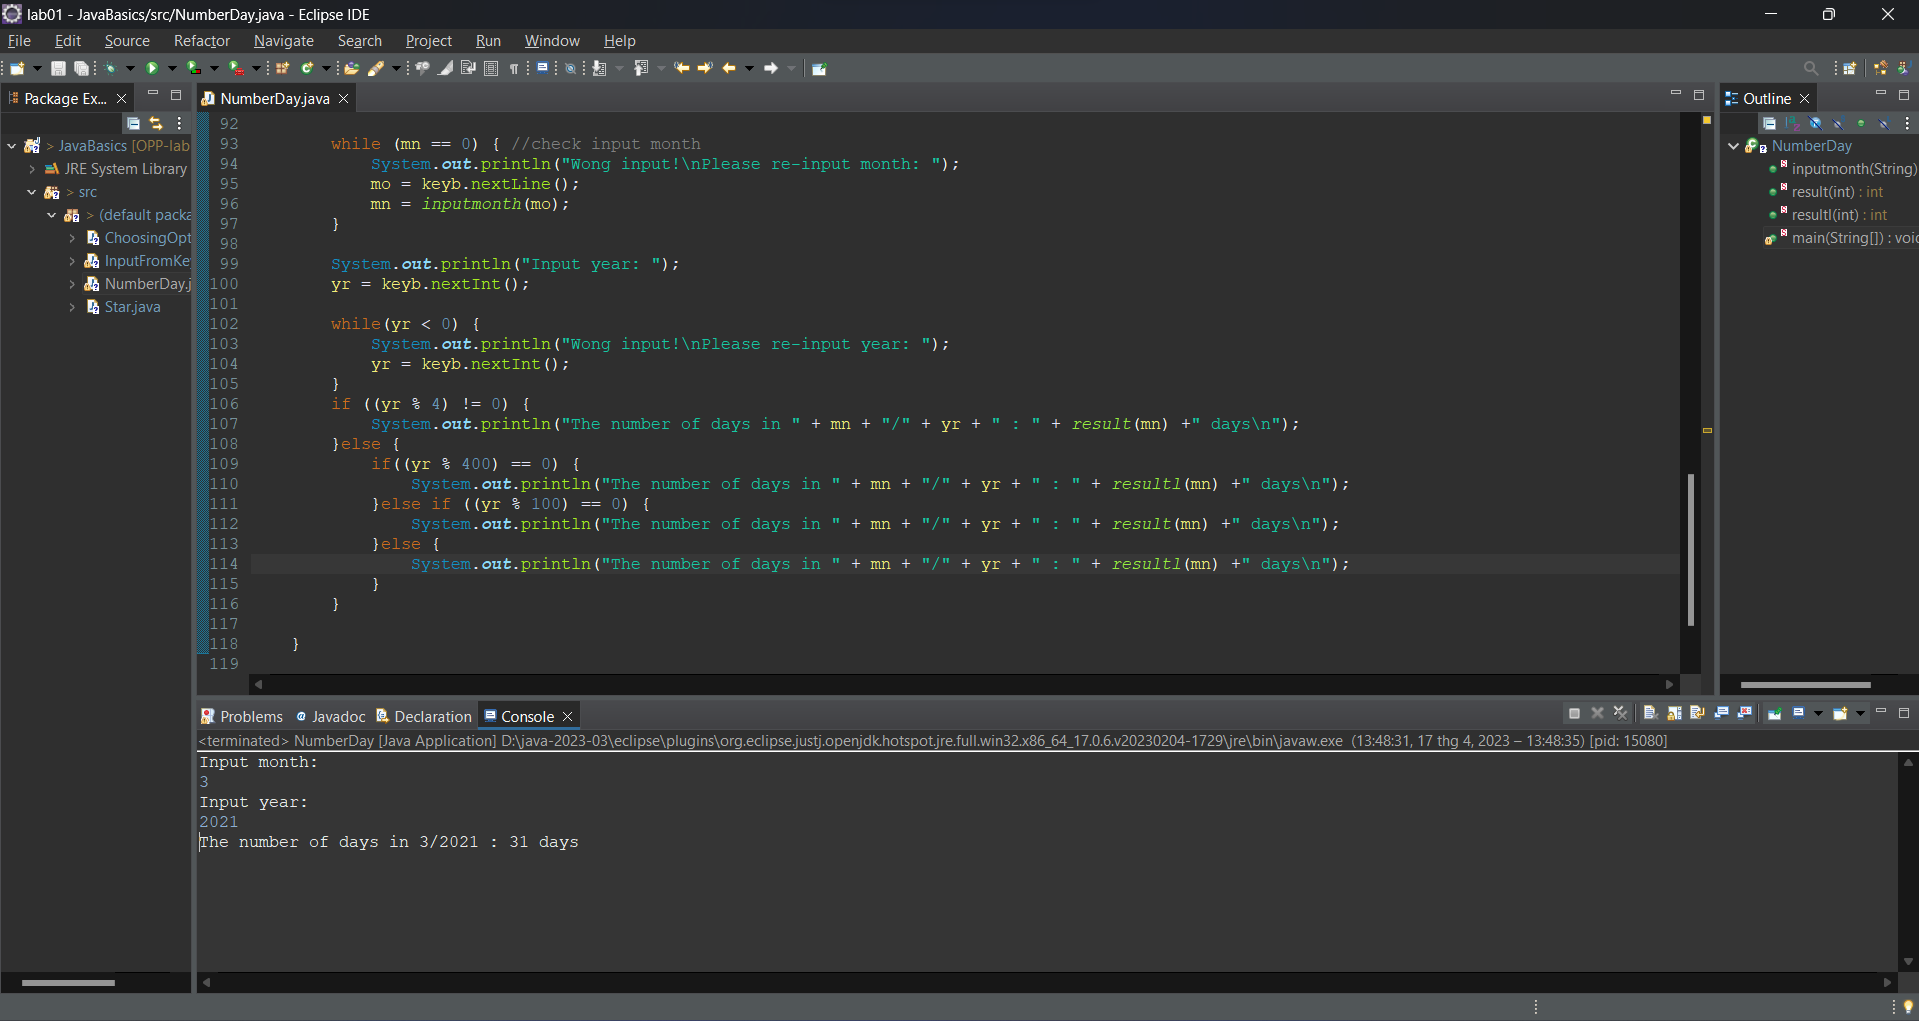 lab01 - JavaBasics/src/NumberDay.java - Eclipse IDE
File Edit Source Refactor Navigate Search Project Run Window Help
Package Ex...
> JavaBasics [OPP-lab
JRE System Library
> src
> (default packa
ChoosingOpt
InputFromKe
NumberDay.j
Star.java
NumberDay.java
92
93 while (mn == 0) { //check input month
94 System.out.println("Wong input!\nPlease re-input month: ");
95 mo = keyb.nextLine();
96 mn = inputmonth(mo);
97 }
98
99 System.out.println("Input year: ");
100 yr = keyb.nextInt();
101
102 while(yr < 0) {
103 System.out.println("Wong input!\nPlease re-input year: ");
104 yr = keyb.nextInt();
105 }
106 if ((yr % 4) != 0) {
107 System.out.println("The number of days in " + mn + "/" + yr + " : " + result(mn) +" days\n");
108 }else {
109 if((yr % 400) == 0) {
110 System.out.println("The number of days in " + mn + "/" + yr + " : " + resultl(mn) +" days\n");
111 }else if ((yr % 100) == 0) {
112 System.out.println("The number of days in " + mn + "/" + yr + " : " + result(mn) +" days\n");
113 }else {
114 System.out.println("The number of days in " + mn + "/" + yr + " : " + resultl(mn) +" days\n");
115 }
116 }
117
118 }
119
Outline
NumberDay
inputmonth(String)
result(int) : int
resultl(int) : int
main(String[]) : voic
Problems Javadoc Declaration Console
<terminated> NumberDay [Java Application] D:\java-2023-03\eclipse\plugins\org.eclipse.justj.openjdk.hotspot.jre.full.win32.x86_64_17.0.6.v20230204-1729\jre\bin\javaw.exe (13:48:31, 17 thg 4, 2023 – 13:48:35) [pid: 15080]
Input month:
3
Input year:
2021
The number of days in 3/2021 : 31 days